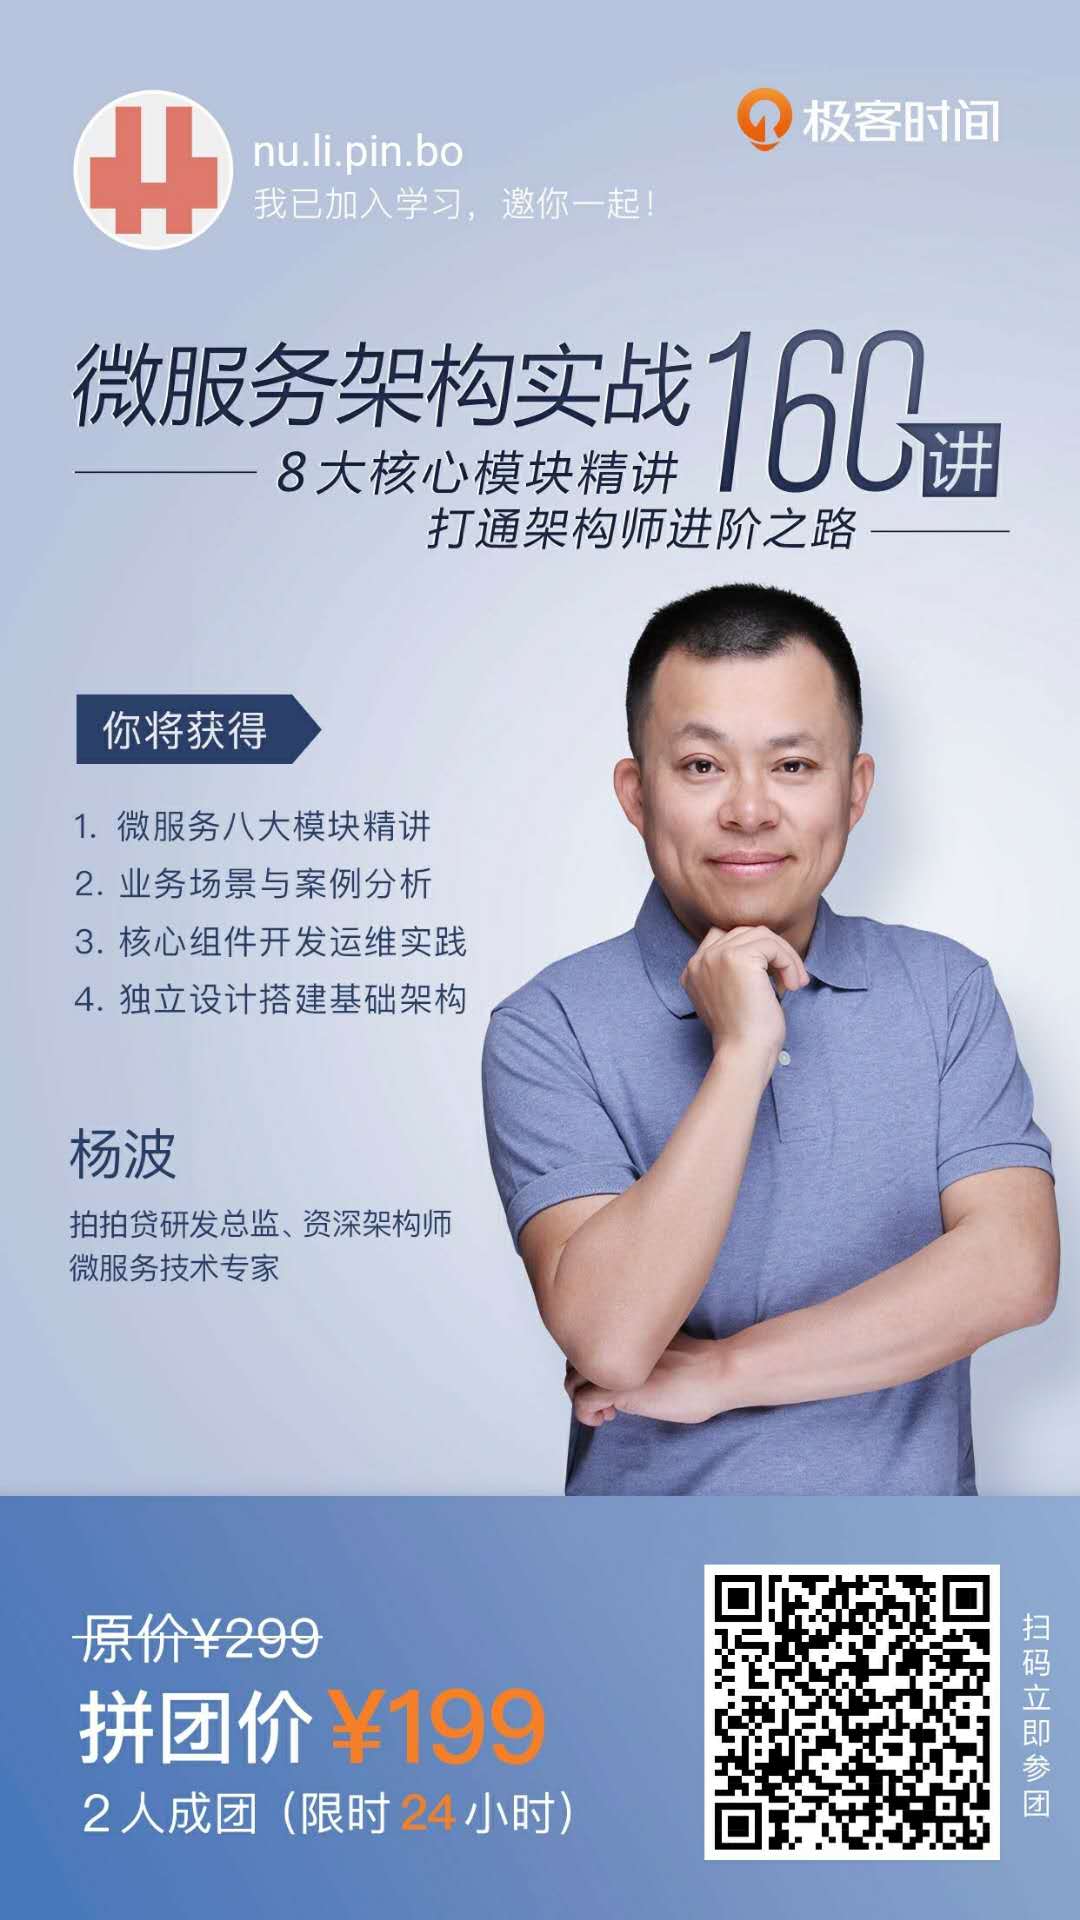 nu.li.pin.bo
我已加入学习，邀你一起！
极客时间
微服务架构实战160讲
8大核心模块精讲
打通架构师进阶之路
你将获得
1. 微服务八大模块精讲
2. 业务场景与案例分析
3. 核心组件开发运维实践
4. 独立设计搭建基础架构
杨波
拍拍贷研发总监、资深架构师
微服务技术专家
原价¥299
拼团价¥199
2人成团（限时24小时）
扫码立即参团